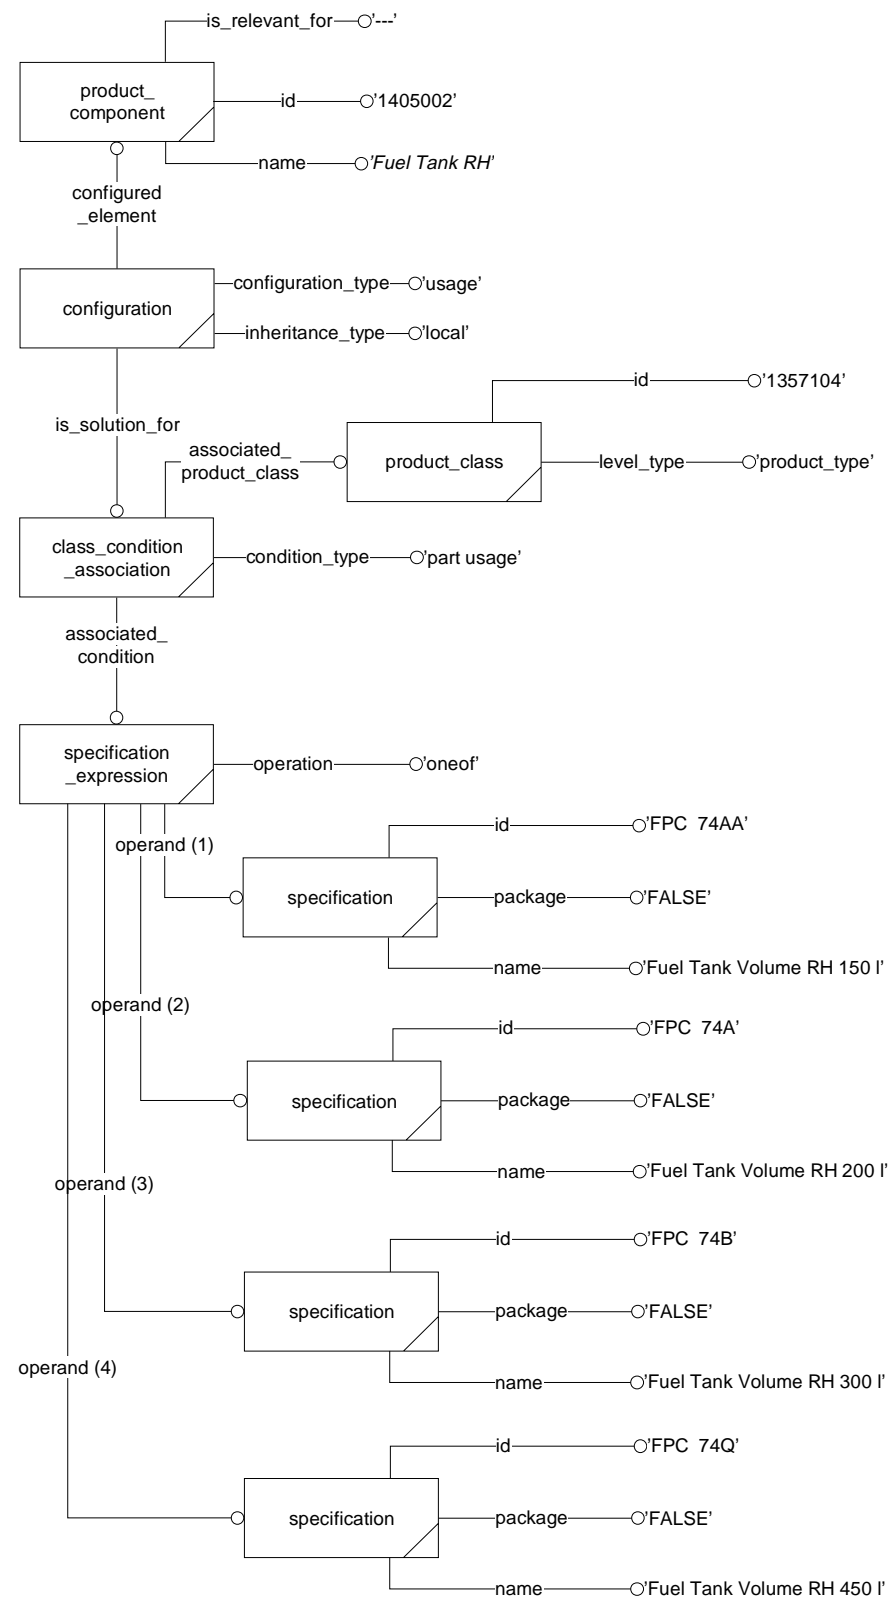 is_relevant_for '---'
product_
component
id '1405002’
name 'Fuel Tank RH’
configured
_element
configuration
configuration_type 'usage’
inheritance_type 'local’
is_solution_for
id '1357104’
associated_
product_class
product_class
level_type 'product_type’
class_condition
_association
condition_type 'part usage’
associated_
condition
specification
_expression
operation 'oneof’
operand (1)
id 'FPC 74AA’
specification
package 'FALSE’
name 'Fuel Tank Volume RH 150 l’
operand (2)
id 'FPC 74A’
specification
package 'FALSE’
name 'Fuel Tank Volume RH 200 l’
operand (3)
id 'FPC 74B’
specification
package 'FALSE’
name 'Fuel Tank Volume RH 300 l’
operand (4)
id 'FPC 74Q’
specification
package 'FALSE’
name 'Fuel Tank Volume RH 450 l’